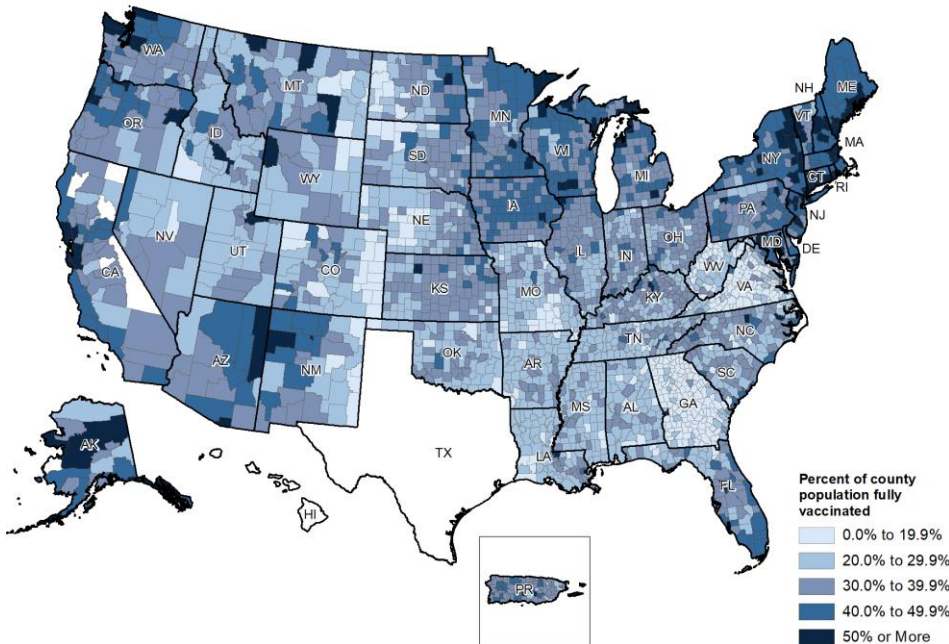 WA
MT
ND
MN
OR
ID
SD
WI
MI
WY
IA
NE
NV
UT
CO
CA
KS
MO
IL
IN
OH
KY
WV
VA
PA
NY
NH
VT
ME
MA
CT
RI
NJ
MD
DE
AZ
NM
OK
AR
TN
NC
SC
MS
AL
GA
LA
TX
FL
AK
HI
PR
Percent of county
population fully
vaccinated
0.0% to 19.9%
20.0% to 29.9%
30.0% to 39.9%
40.0% to 49.9%
50% or More